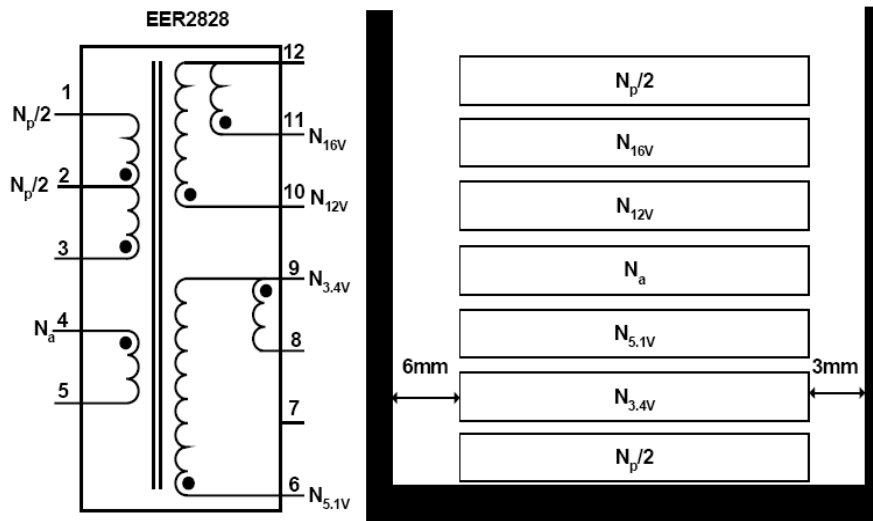 EER2828
1
Np/2
2
Np/2
3
4
Na
5
12
11
N16V
10
N12V
9
N3.4V
8
7
6
N5.1V
Np/2
N16V
N12V
Na
N5.1V
6mm
3mm
N3.4V
Np/2